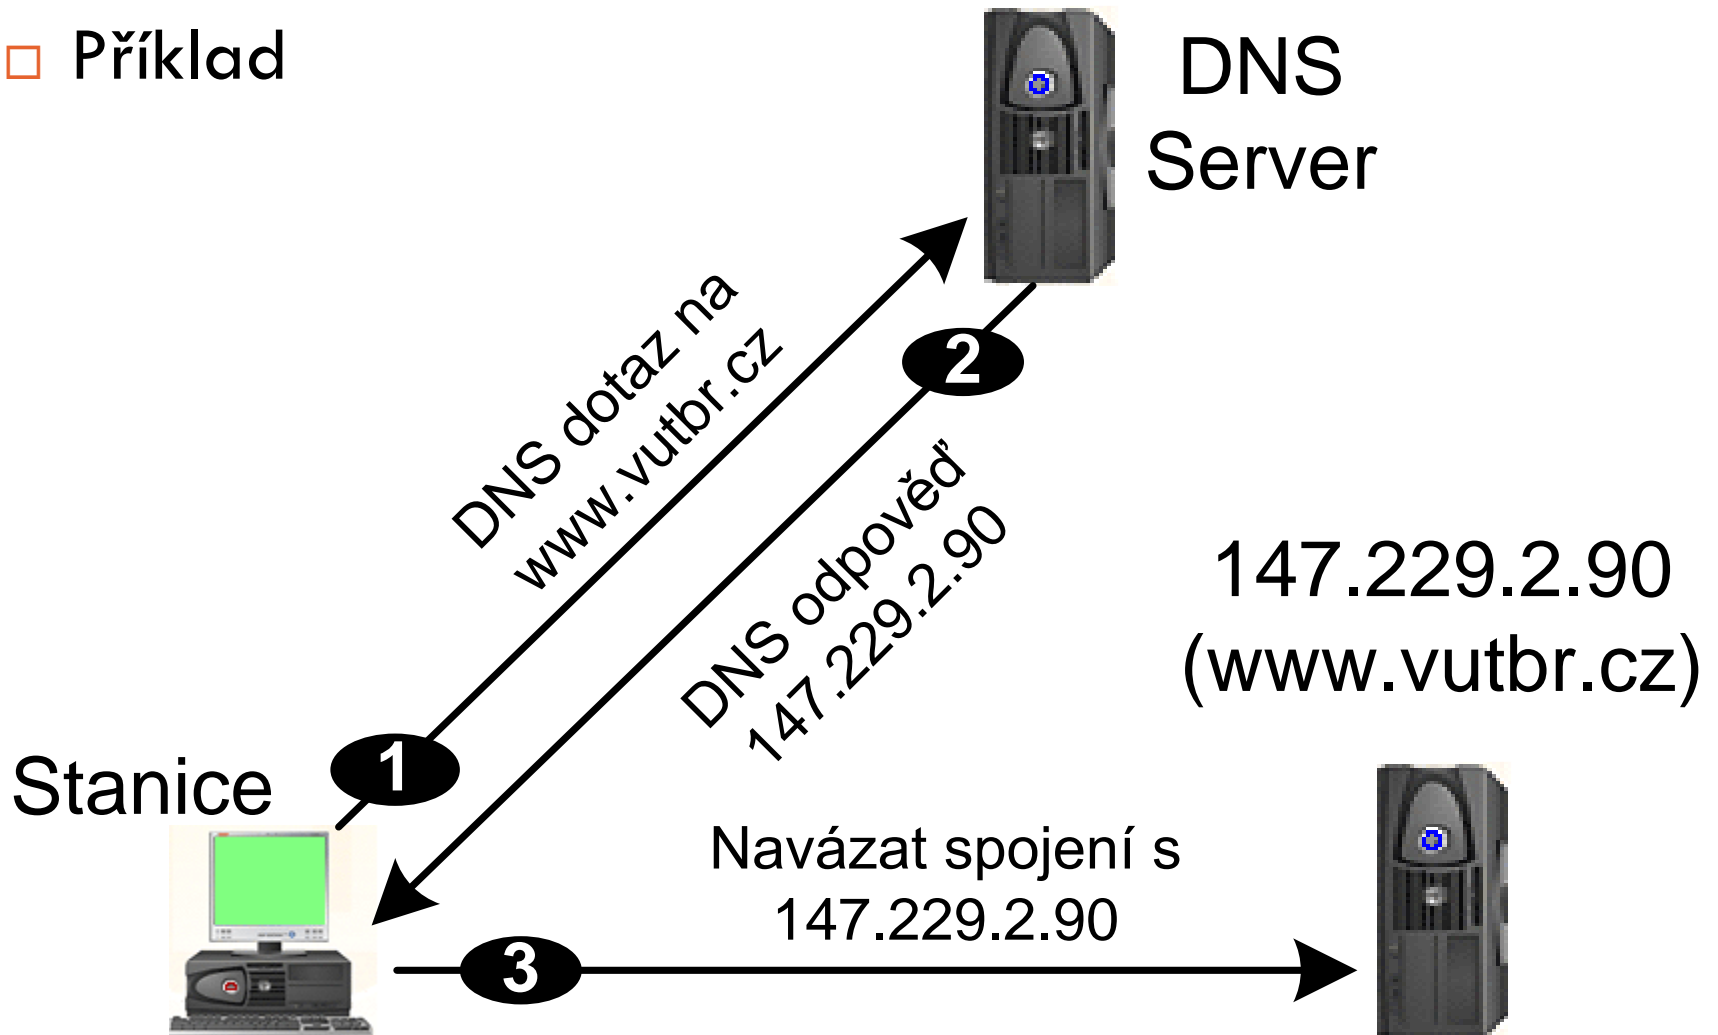 Příklad
DNS
Server
DNS dotaz na
www.vutbr.cz
2
DNS odpověď
147.229.2.90
147.229.2.90
(www.vutbr.cz)
1
Stanice
Navázat spojení s
147.229.2.90
3